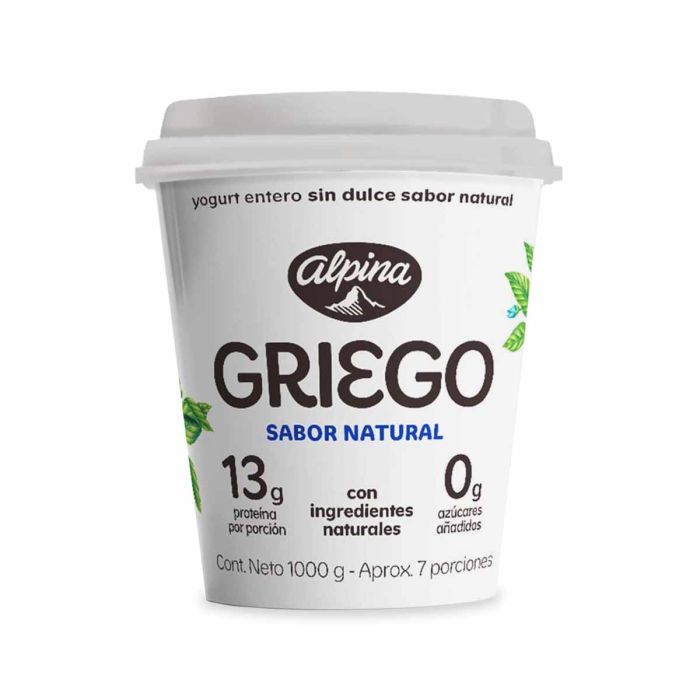 yogurt entero sin dulce sabor natural
alpina
GRIEGO
SABOR NATURAL
13g
proteína
por porción
con
ingredientes
naturales
0g
azúcares
añadidos
Cont. Neto 1000 g - Aprox. 7 porciones